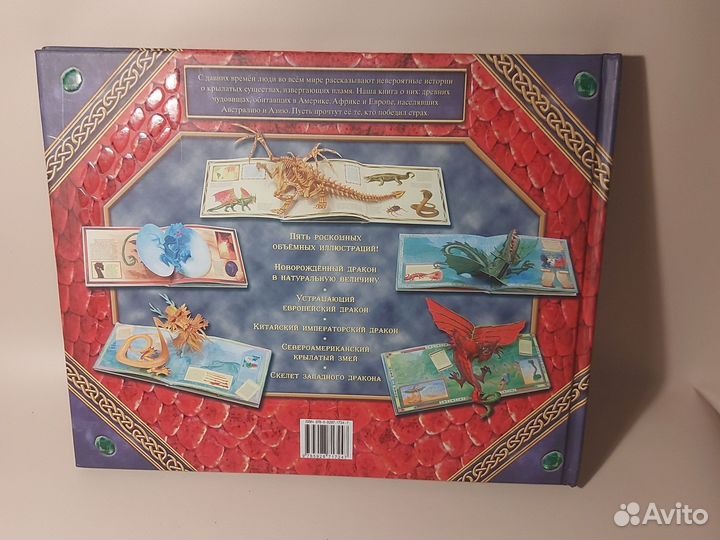 С давних времён люди во всём мире рассказывают невероятные истории
о крылатых существах, извергающих пламя. Наша книга о них: древних
чудовищах, обитавших в Америке, Африке и Европе, населявших
Австралию и Азию. Пусть прочтут её те, кто победил страх.
Пять роскошных
объёмных иллюстраций!
Новорождённый дракон
в натуральную величину
Устрашающий
европейский дракон
Китайский императорский дракон
Североамериканский
крылатый змей
Скелет западного дракона
Avito